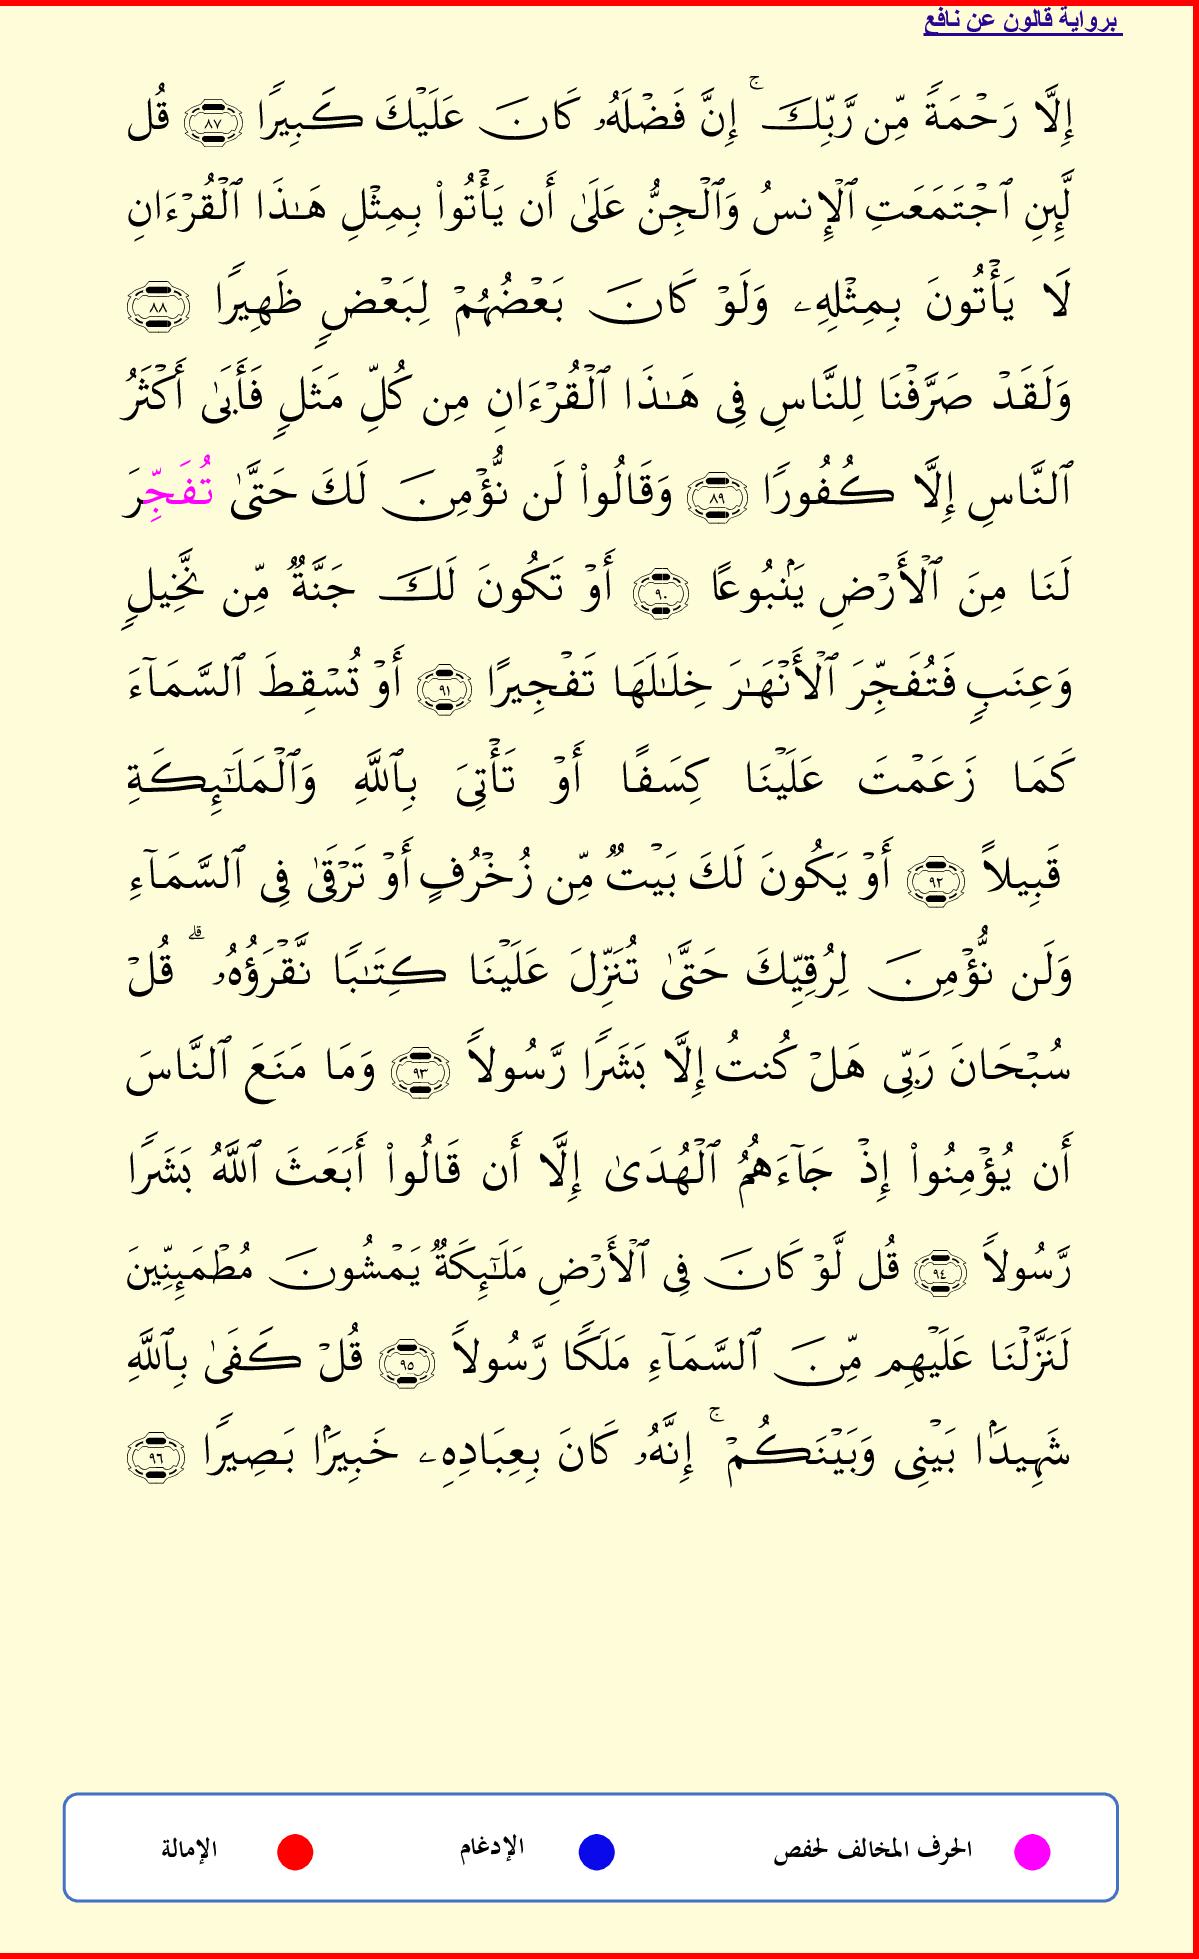 برواية قالون عن نافع
إِلَّا رَحْمَةً مِّن رَّبِّكَ ۚ إِنَّ فَضْلَهُۥ كَانَ عَلَيْكَ كَبِيرًا ٨٧ قُل
لَّئِنِ ٱجْتَمَعَتِ ٱلْإِنسُ وَٱلْجِنُّ عَلَىٰ أَن يَأْتُوا۟ بِمِثْلِ هَـٰذَا ٱلْقُرْءَانِ
لَا يَأْتُونَ بِمِثْلِهِۦ وَلَوْ كَانَ بَعْضُهُمْ لِبَعْضٍ ظَهِيرًا ٨٨
وَلَقَدْ صَرَّفْنَا لِلنَّاسِ فِى هَـٰذَا ٱلْقُرْءَانِ مِن كُلِّ مَثَلٍ فَأَبَىٰ أَكْثَرُ
ٱلنَّاسِ إِلَّا كُفُورًا ٨٩ وَقَالُوا۟ لَن نُّؤْمِنَ لَكَ حَتَّىٰ تُفَجِّرَ
لَنَا مِنَ ٱلْأَرْضِ يَنۢبُوعًا ٩٠ أَوْ تَكُونَ لَكَ جَنَّةٌ مِّن نَّخِيلٍ
وَعِنَبٍ فَتُفَجِّرَ ٱلْأَنْهَـٰرَ خِلَـٰلَهَا تَفْجِيرًا ٩١ أَوْ تُسْقِطَ ٱلسَّمَآءَ
كَمَا زَعَمْتَ عَلَيْنَا كِسَفًا أَوْ تَأْتِىَ بِٱللَّهِ وَٱلْمَلَـٰٓئِكَةِ
قَبِيلاً ٩٢ أَوْ يَكُونَ لَكَ بَيْتٌ مِّن زُخْرُفٍ أَوْ تَرْقَىٰ فِى ٱلسَّمَآءِ
وَلَن نُّؤْمِنَ لِرُقِيِّكَ حَتَّىٰ تُنَزِّلَ عَلَيْنَا كِتَـٰبًا نَّقْرَؤُهُۥ ۗ قُلْ
سُبْحَانَ رَبِّى هَلْ كُنتُ إِلَّا بَشَرًا رَّسُولاً ٩٣ وَمَا مَنَعَ ٱلنَّاسَ
أَن يُؤْمِنُوا۟ إِذْ جَآءَهُمُ ٱلْهُدَىٰ إِلَّا أَن قَالُوا۟ أَبَعَثَ ٱللَّهُ بَشَرًا
رَّسُولاً ٩٤ قُل لَّوْ كَانَ فِى ٱلْأَرْضِ مَلَـٰٓئِكَةٌ يَمْشُونَ مُطْمَئِنِّينَ
لَنَزَّلْنَا عَلَيْهِم مِّنَ ٱلسَّمَآءِ مَلَكًا رَّسُولاً ٩٥ قُلْ كَفَىٰ بِٱللَّهِ
شَهِيدًۢا بَيْنِى وَبَيْنَكُمْ ۚ إِنَّهُۥ كَانَ بِعِبَادِهِۦ خَبِيرًۢا بَصِيرًا ٩٦
الحرف المخالف لحفص الإدغام الإمالة